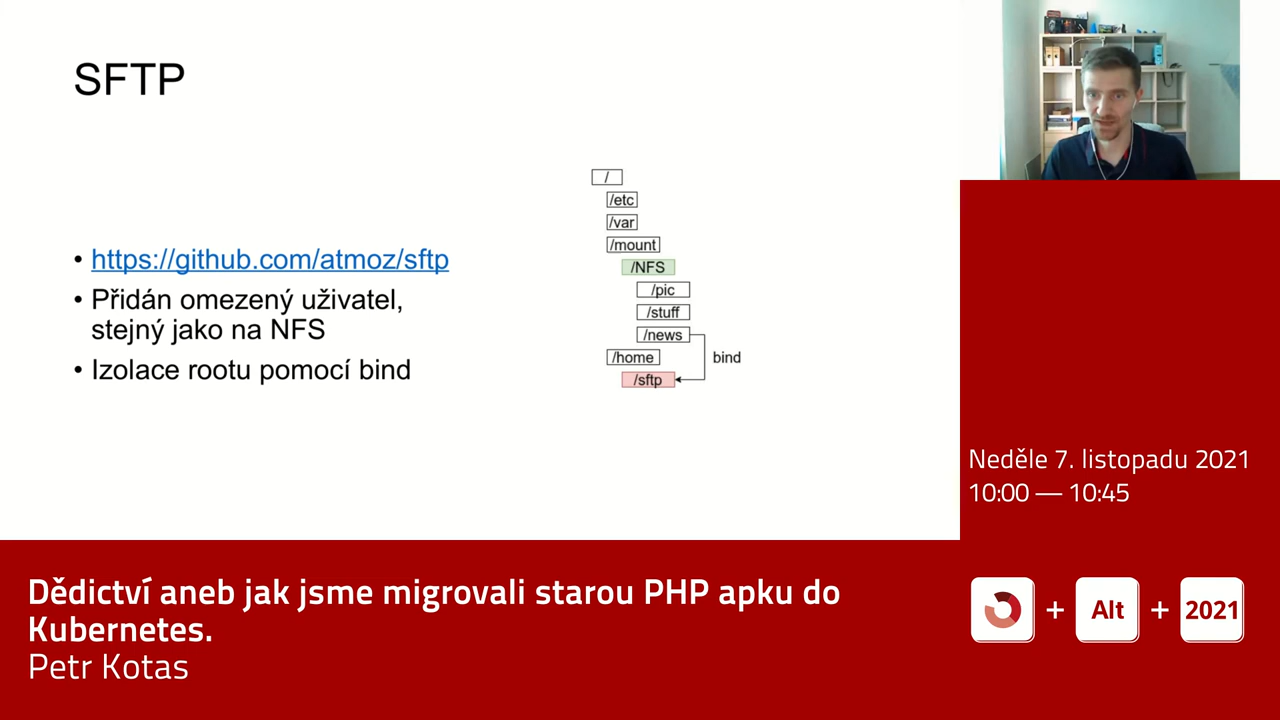 SFTP
• https://github.com/atmoz/sftp
• Přidán omezený uživatel,
stejný jako na NFS
• Izolace rootu pomocí bind
/
/etc
/var
/mount
/NFS
/pic
/stuff
/news
/home
bind
/sftp
Neděle 7. listopadu 2021
10:00 — 10:45
Dědictví aneb jak jsme migrovali starou PHP apku do
Kubernetes.
Petr Kotas
+ Alt + 2021